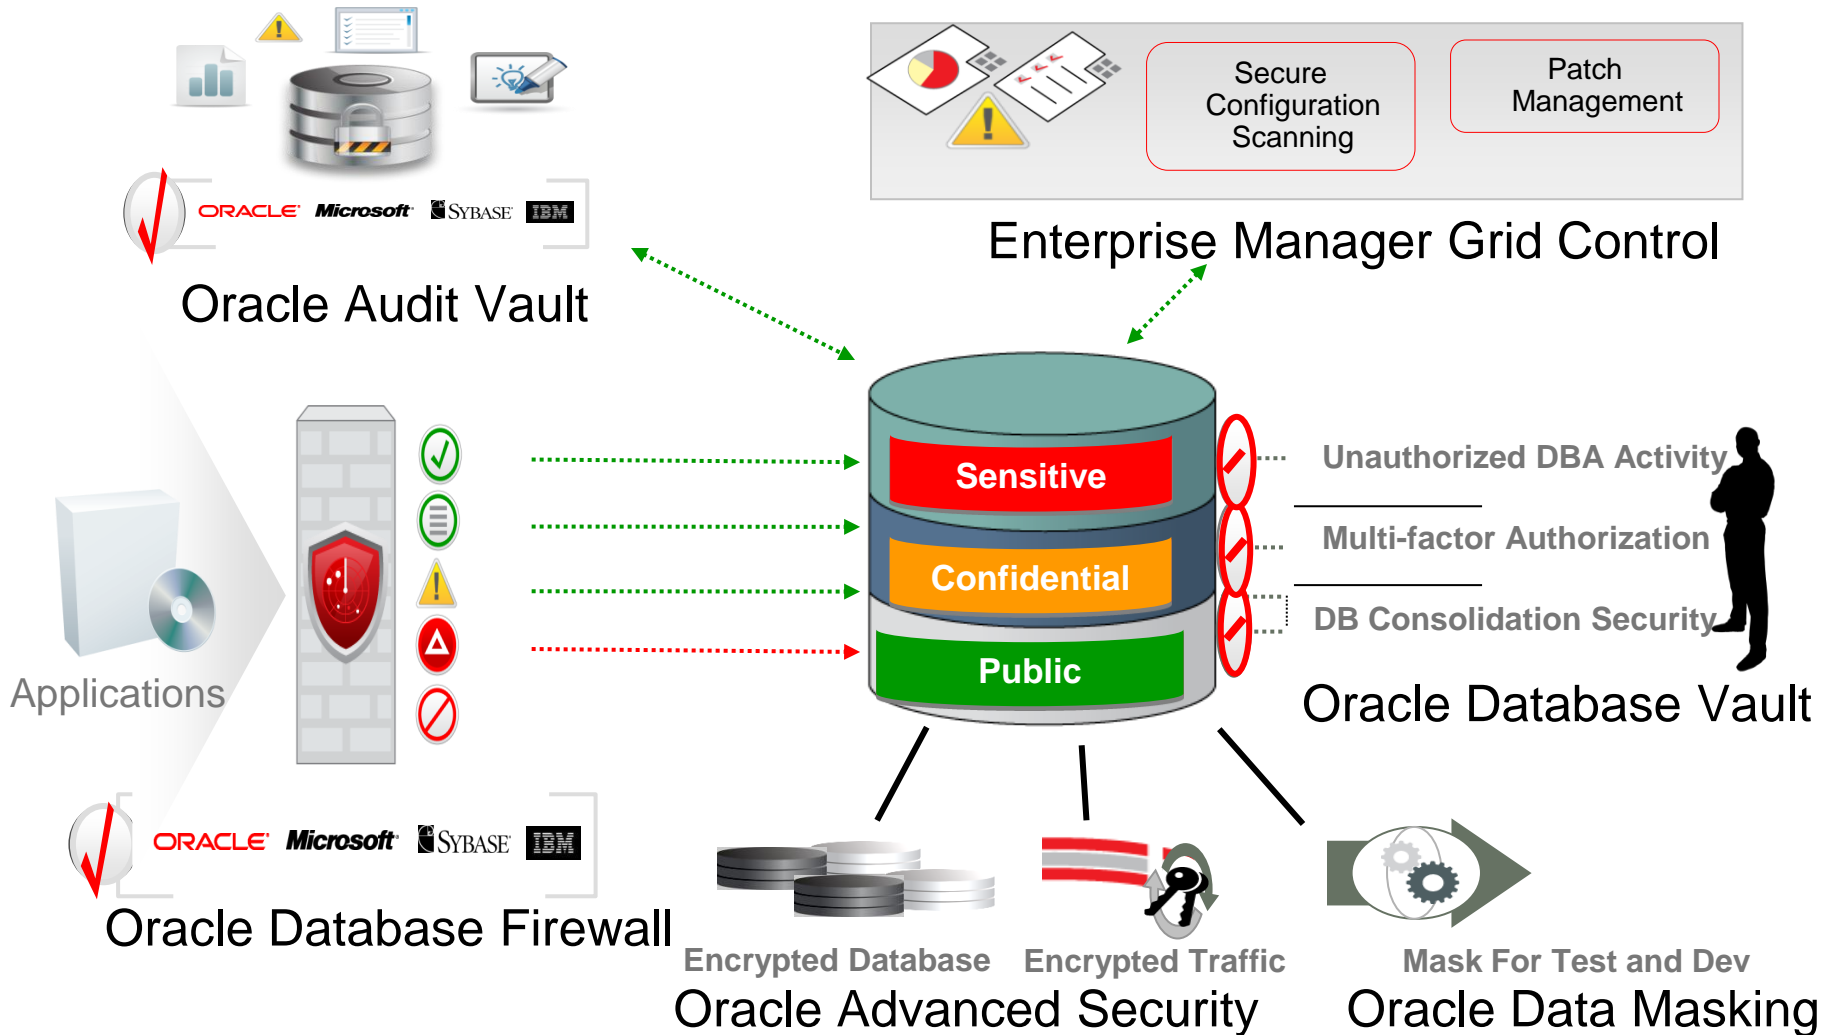 ORACLE Microsoft SYBASE IBM
Oracle Audit Vault
Secure
Configuration
Scanning
Patch
Management
Enterprise Manager Grid Control
Applications
Sensitive
Confidential
Public
Unauthorized DBA Activity
Multi-factor Authorization
DB Consolidation Security
Oracle Database Vault
ORACLE Microsoft SYBASE IBM
Oracle Database Firewall
Encrypted Database
Encrypted Traffic
Oracle Advanced Security
Mask For Test and Dev
Oracle Data Masking